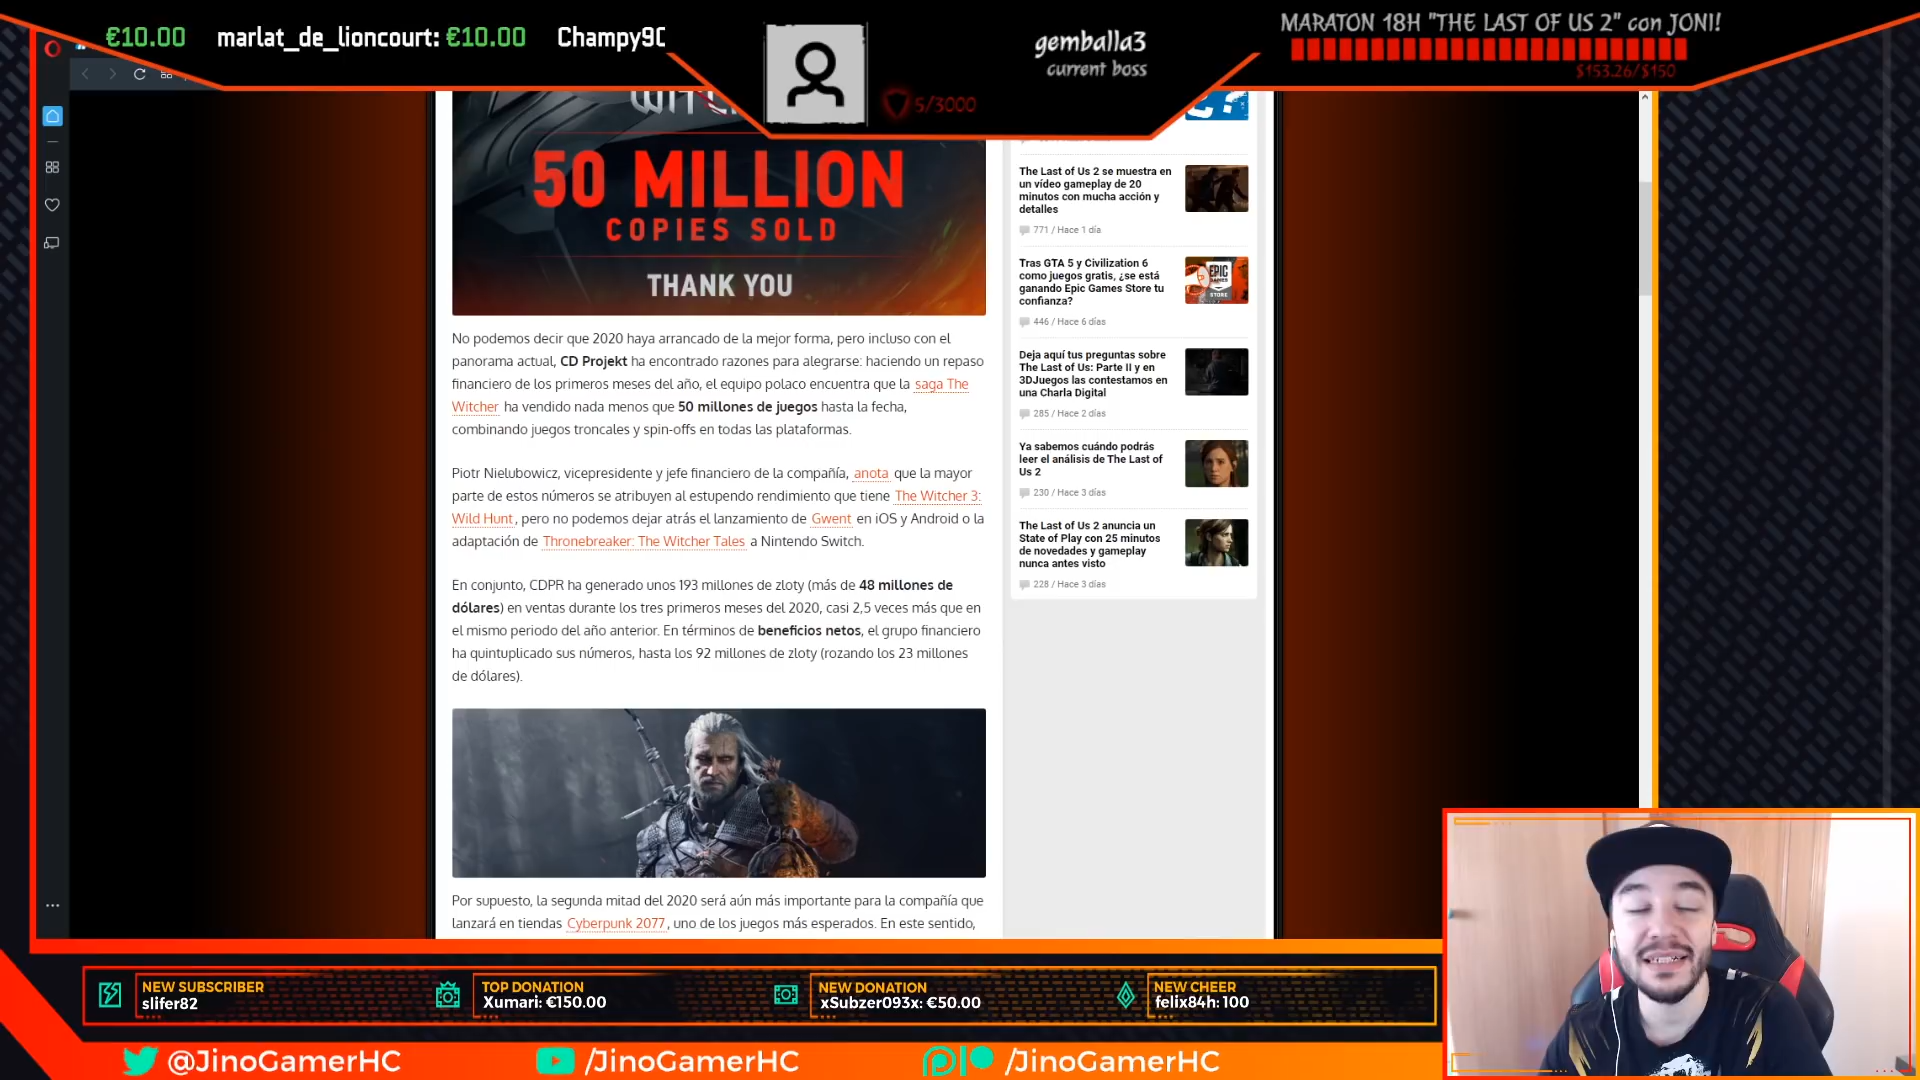 €10.00 marlat_de_lioncourt: €10.00 Champy9
gemballa3
current boss
5/3000
MARATON 18H "THE LAST OF US 2" con JONI!
$153.26/$150
50 MILLION
COPIES SOLD
THANK YOU
No podemos decir que 2020 haya arrancado de la mejor forma, pero incluso con el
panorama actual, CD Projekt ha encontrado razones para alegrarse: haciendo un repaso
financiero de los primeros meses del año, el equipo polaco encuentra que la saga The
Witcher ha vendido nada menos que 50 millones de juegos hasta la fecha,
combinando juegos troncales y spin-offs en todas las plataformas.
Piotr Nielubowicz, vicepresidente y jefe financiero de la compañía, anota que la mayor
parte de estos números se atribuyen al estupendo rendimiento que tiene The Witcher 3:
Wild Hunt, pero no podemos dejar atrás el lanzamiento de Gwent en iOS y Android o la
adaptación de Thronebreaker: The Witcher Tales a Nintendo Switch.
En conjunto, CDPR ha generado unos 193 millones de zloty (más de 48 millones de
dólares) en ventas durante los tres primeros meses del 2020, casi 2,5 veces más que en
el mismo periodo del año anterior. En términos de beneficios netos, el grupo financiero
ha quintuplicado sus números, hasta los 92 millones de zloty (rozando los 23 millones
de dólares).
Por supuesto, la segunda mitad del 2020 será aún más importante para la compañía que
lanzará en tiendas Cyberpunk 2077, uno de los juegos más esperados. En este sentido,
The Last of Us 2 se muestra
en un vídeo gameplay de 20
minutos con mucha acción y
detalles
771 / Hace 1 día
Tras GTA 5 y Civilization 6
como juegos gratis, ¿se está
ganando Epic Games Store tu
confianza?
446 / Hace 6 días
EPIC
GAMES
STORE
Deja aquí tus preguntas sobre
The Last of Us: Parte II y en
3DJuegos las contestamos en
una Charla Digital
285 / Hace 2 días
Ya sabemos cuándo podrás
leer el análisis de The Last of
Us 2
230 / Hace 3 días
The Last of Us 2 anuncia un
State of Play con 25 minutos
de novedades y gameplay
nunca antes visto
228 / Hace 3 días
NEW SUBSCRIBER
slifer82
TOP DONATION
Xumari: €150.00
NEW DONATION
xSubzer093x: €50.00
NEW CHEER
felix84h: 100
@JinoGamerHC
/JinoGamerHC
/JinoGamerHC